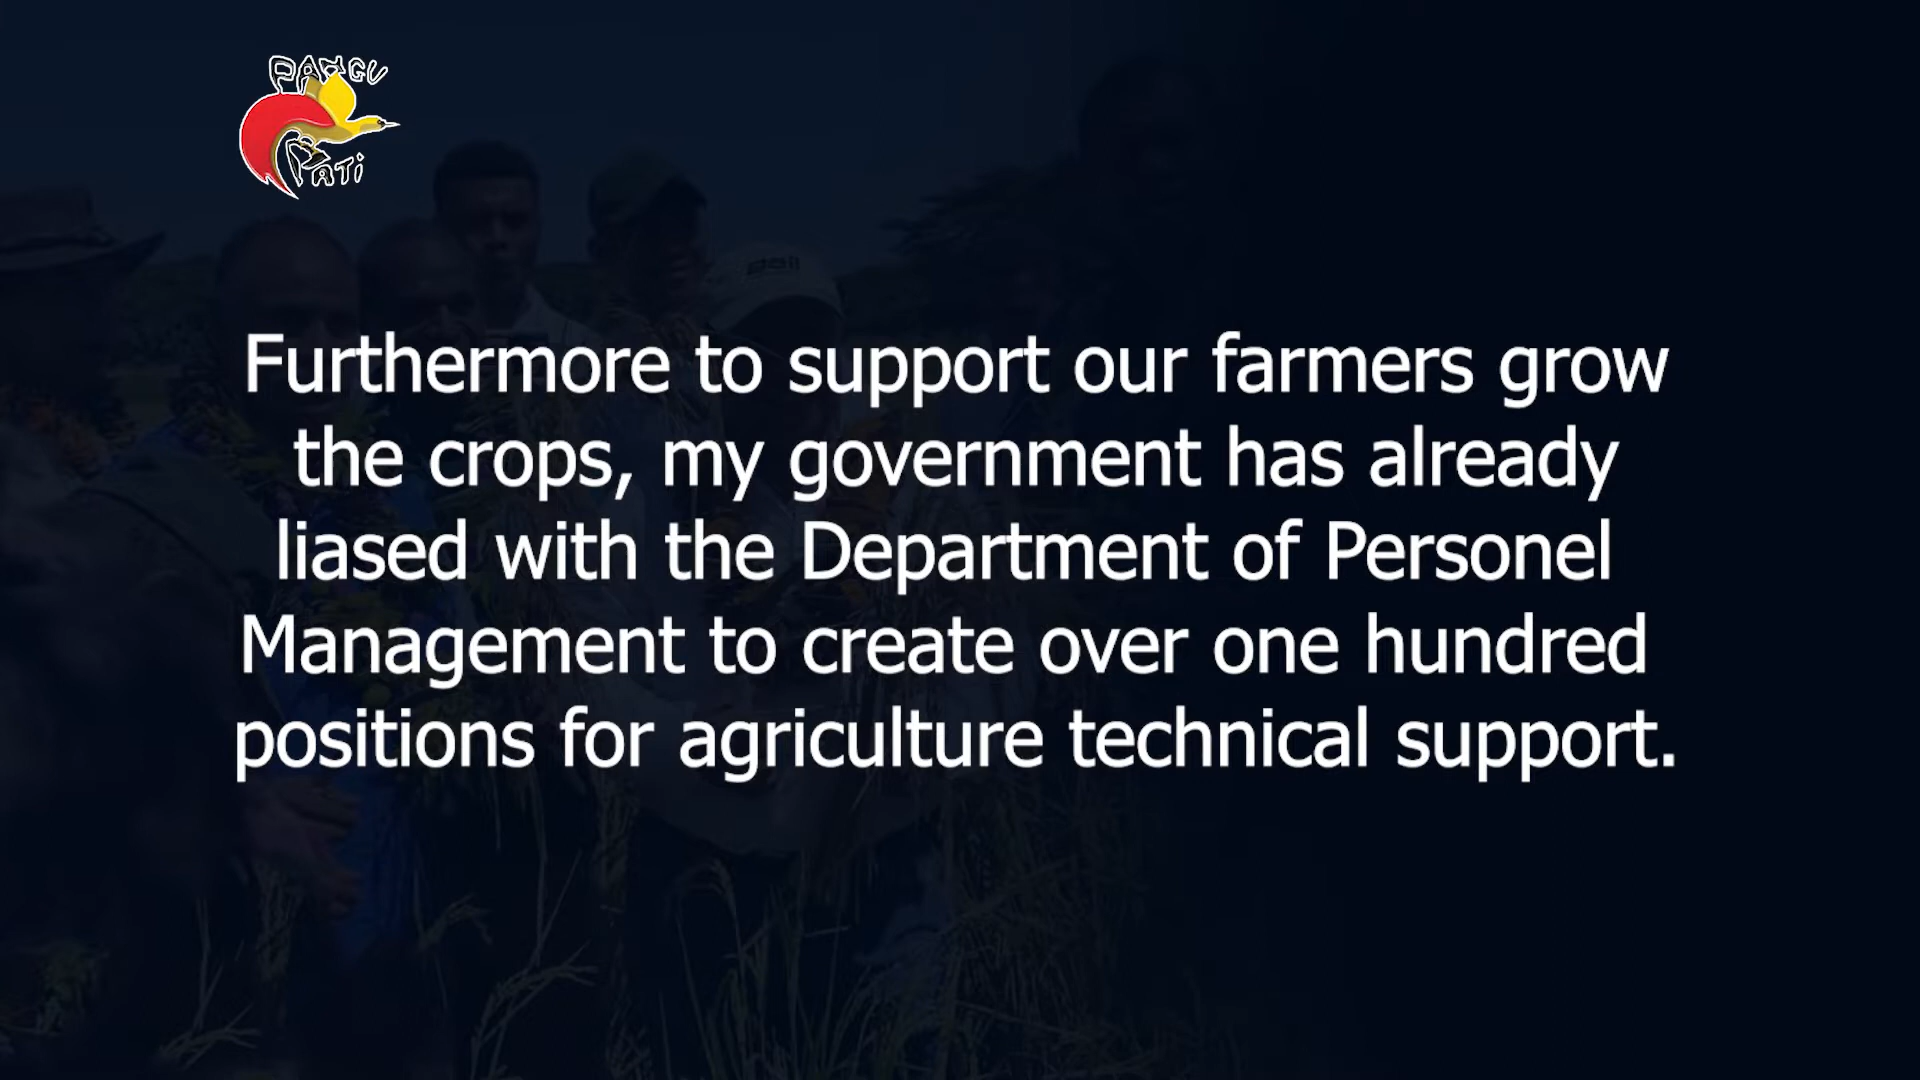 PANGU
PATi
Furthermore to support our farmers grow
the crops, my government has already
liased with the Department of Personel
Management to create over one hundred
positions for agriculture technical support.